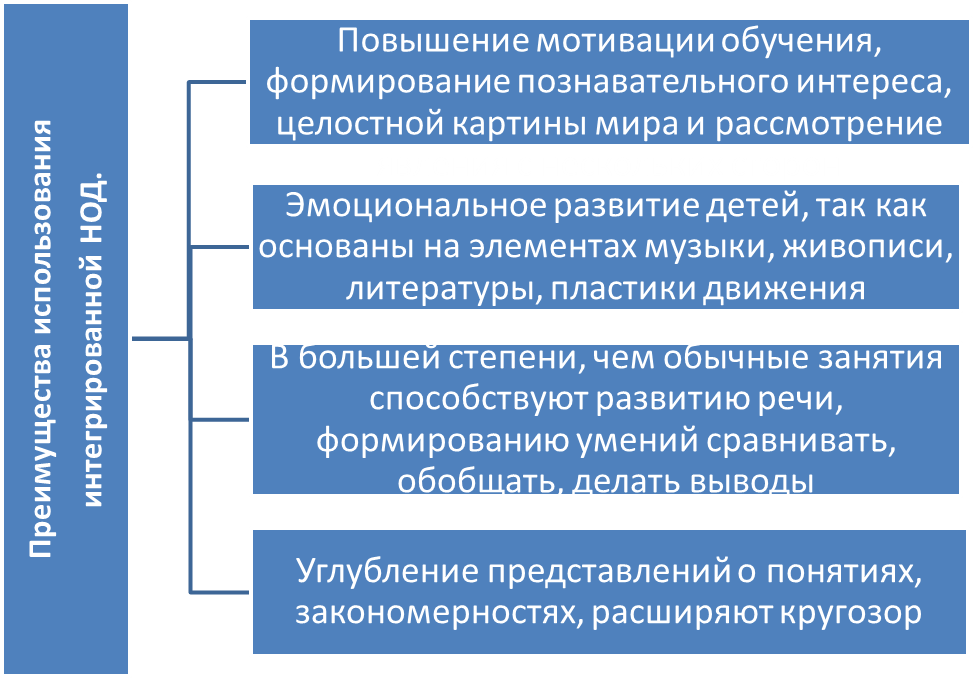 Преимущества использования
интегрированной НОД.
Повышение мотивации обучения,
формирование познавательного интереса,
целостной картины мира и рассмотрение
Эмоциональное развитие детей, так как
основаны на элементах музыки, живописи,
литературы, пластики движения
В большей степени, чем обычные занятия
способствуют развитию речи,
формированию умений сравнивать,
обобщать, делать выводы
Углубление представлений о понятиях,
закономерностях, расширяют кругозор